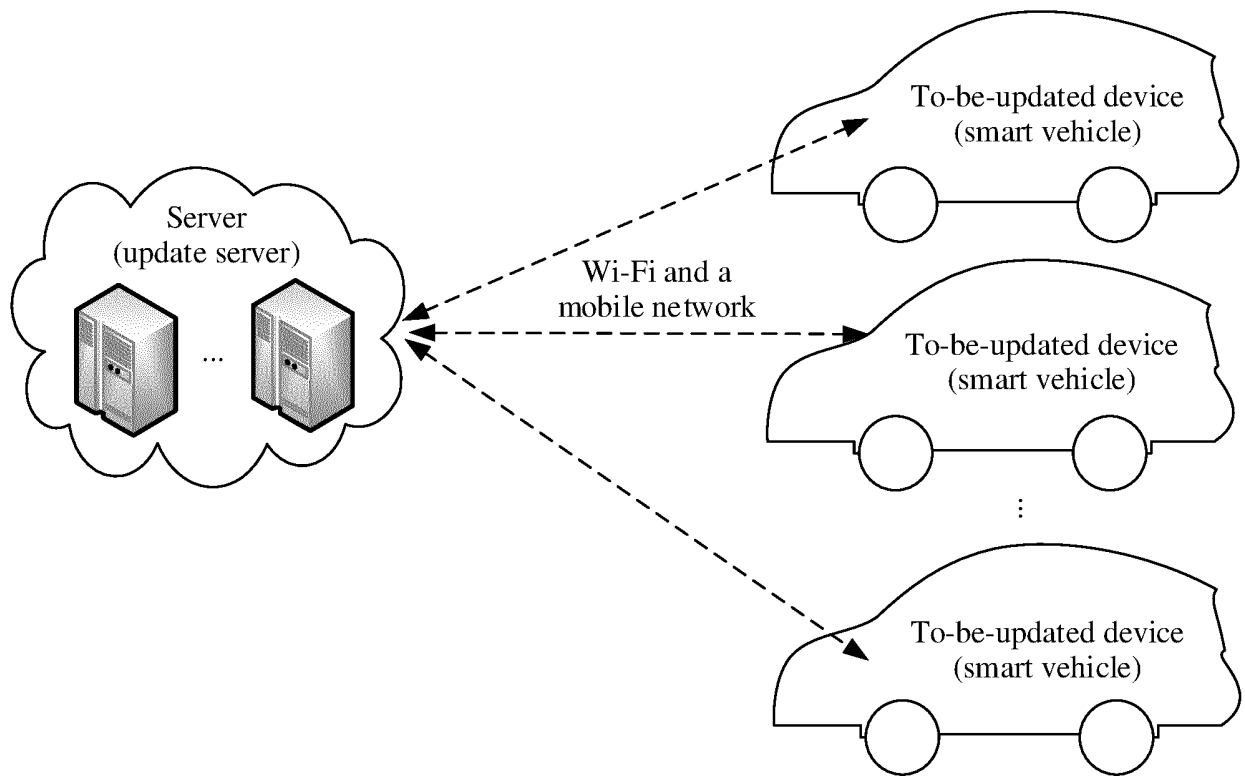 Server
(update server)
...
Wi-Fi and a
mobile network
To-be-updated device
(smart vehicle)
To-be-updated device
(smart vehicle)
...
To-be-updated device
(smart vehicle)